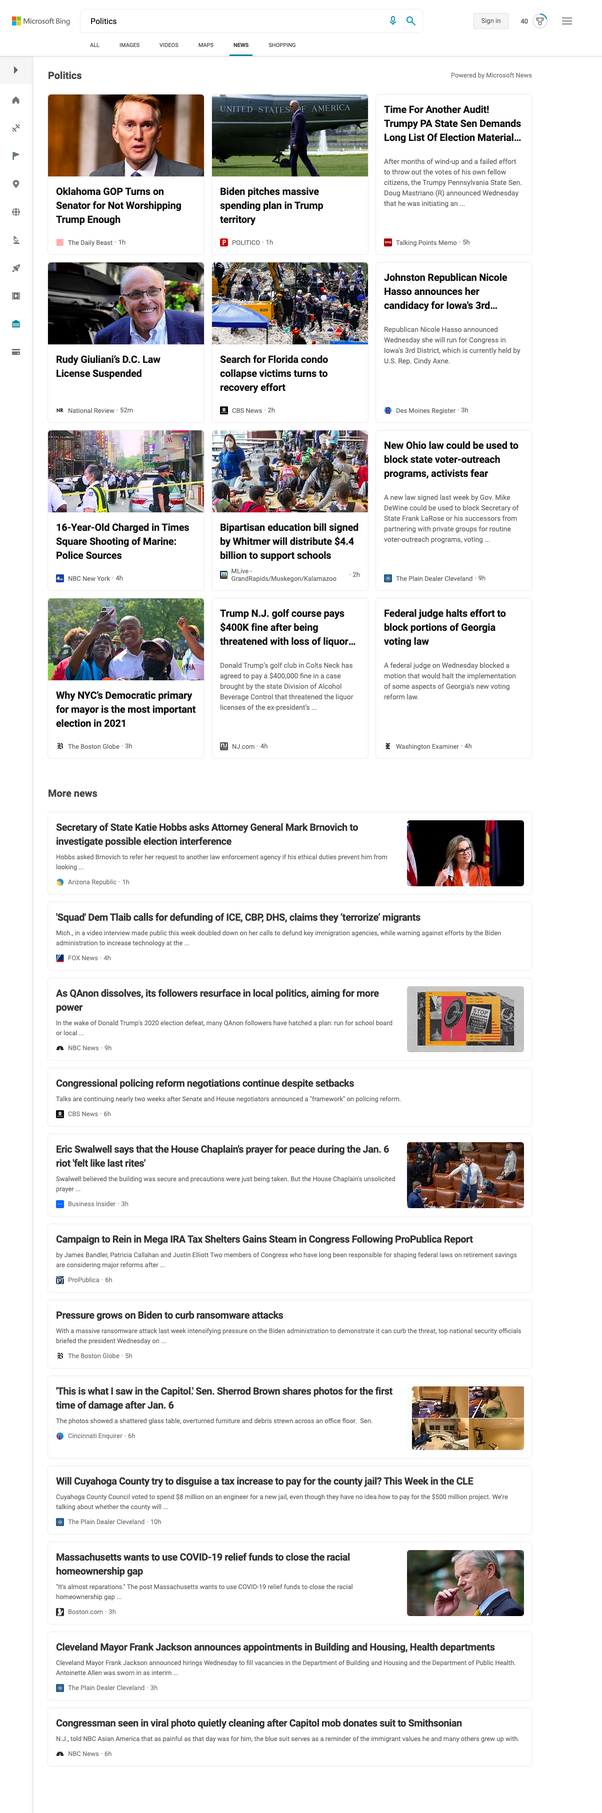 Microsoft Bing
Politics
Sign in
40
ALL
IMAGES
VIDEOS
MAPS
NEWS
SHOPPING
Politics
Powered by Microsoft News
Oklahoma GOP Turns on
Senator for Not Worshipping
Trump Enough
The Daily Beast · 1h
UNITED STATES OF AMERICA
Biden pitches massive
spending plan in Trump
territory
POLITICO · 1h
Time For Another Audit!
Trumpy PA State Sen Demands
Long List Of Election Material...
After months of wind-up and a failed effort
to throw out the votes of his own fellow
citizens, the Trumpy Pennsylvania State Sen.
Doug Mastriano (R) announced Wednesday
that he was initiating an ...
Talking Points Memo · 5h
Rudy Giuliani's D.C. Law
License Suspended
National Review · 52m
Search for Florida condo
collapse victims turns to
recovery effort
CBS News · 2h
Johnston Republican Nicole
Hasso announces her
candidacy for Iowa's 3rd...
Republican Nicole Hasso announced
Wednesday she will run for Congress in
Iowa's 3rd District, which is currently held by
U.S. Rep. Cindy Axne.
Des Moines Register · 3h
16-Year-Old Charged in Times
Square Shooting of Marine:
Police Sources
NBC New York · 4h
Bipartisan education bill signed
by Whitmer will distribute $4.4
billion to support schools
MLive -
GrandRapids/Muskegon/Kalamazoo · 2h
New Ohio law could be used to
block state voter-outreach
programs, activists fear
A new law signed last week by Gov. Mike
DeWine could be used to block Secretary of
State Frank LaRose or his successors from
partnering with private groups for routine
voter-outreach programs, voting ...
The Plain Dealer Cleveland · 9h
Why NYC's Democratic primary
for mayor is the most important
election in 2021
The Boston Globe · 3h
Trump N.J. golf course pays
$400K fine after being
threatened with loss of liquor...
Donald Trump's golf club in Colts Neck has
agreed to pay a $400,000 fine in a case
brought by the state Division of Alcohol
Beverage Control that threatened the liquor
licenses of the ex-president's ...
NJ.com · 4h
Federal judge halts effort to
block portions of Georgia
voting law
A federal judge on Wednesday blocked a
motion that would halt the implementation
of some aspects of Georgia's new voting
reform law.
Washington Examiner · 4h
More news
Secretary of State Katie Hobbs asks Attorney General Mark Brnovich to
investigate possible election interference
Hobbs asked Brnovich to refer her request to another law enforcement agency if his ethical duties prevent him from
looking ...
Arizona Republic · 1h
'Squad' Dem Tlaib calls for defunding of ICE, CBP, DHS, claims they 'terrorize' migrants
Mich., in a video interview made public this week doubled down on her calls to defund key immigration agencies, while warning against efforts by the Biden
administration to increase technology at the ...
FOX News · 4h
As QAnon dissolves, its followers resurface in local politics, aiming for more
power
In the wake of Donald Trump's 2020 election defeat, many QAnon followers have hatched a plan: run for school board
or local ...
NBC News · 9h
STOP
Congressional policing reform negotiations continue despite setbacks
Talks are continuing nearly two weeks after Senate and House negotiators announced a "framework" on policing reform.
CBS News · 6h
Eric Swalwell says that the House Chaplain's prayer for peace during the Jan. 6
riot 'felt like last rites'
Swalwell believed the building was secure and precautions were just being taken. But the House Chaplain's unsolicited
prayer ...
Business Insider · 3h
Campaign to Rein in Mega IRA Tax Shelters Gains Steam in Congress Following ProPublica Report
by James Bandler, Patricia Callahan and Justin Elliott Two members of Congress who have long been responsible for shaping federal laws on retirement savings
are considering major reforms after ...
ProPublica · 6h
Pressure grows on Biden to curb ransomware attacks
With a massive ransomware attack last week intensifying pressure on the Biden administration to demonstrate it can curb the threat, top national security officials
briefed the president Wednesday on ...
The Boston Globe · 5h
'This is what I saw in the Capitol.' Sen. Sherrod Brown shares photos for the first
time of damage after Jan. 6
The photos showed a shattered glass table, overturned furniture and debris strewn across an office floor. Sen.
Cincinnati Enquirer · 6h
Will Cuyahoga County try to disguise a tax increase to pay for the county jail? This Week in the CLE
Cuyahoga County Council voted to spend $8 million on an engineer for a new jail, even though they have no idea how to pay for the $500 million project. We're
talking about whether the county will ...
The Plain Dealer Cleveland · 10h
Massachusetts wants to use COVID-19 relief funds to close the racial
homeownership gap
"It's almost reparations." The post Massachusetts wants to use COVID-19 relief funds to close the racial
homeownership gap ...
Boston.com · 3h
Cleveland Mayor Frank Jackson announces appointments in Building and Housing, Health departments
Cleveland Mayor Frank Jackson announced hirings Wednesday to fill vacancies in the Department of Building and Housing and the Department of Public Health.
Antoinette Allen was sworn in as interim ...
The Plain Dealer Cleveland · 3h
Congressman seen in viral photo quietly cleaning after Capitol mob donates suit to Smithsonian
N.J., told NBC Asian America that as painful as that day was for him, the blue suit serves as a reminder of the immigrant values he and many others grew up with.
NBC News · 6h